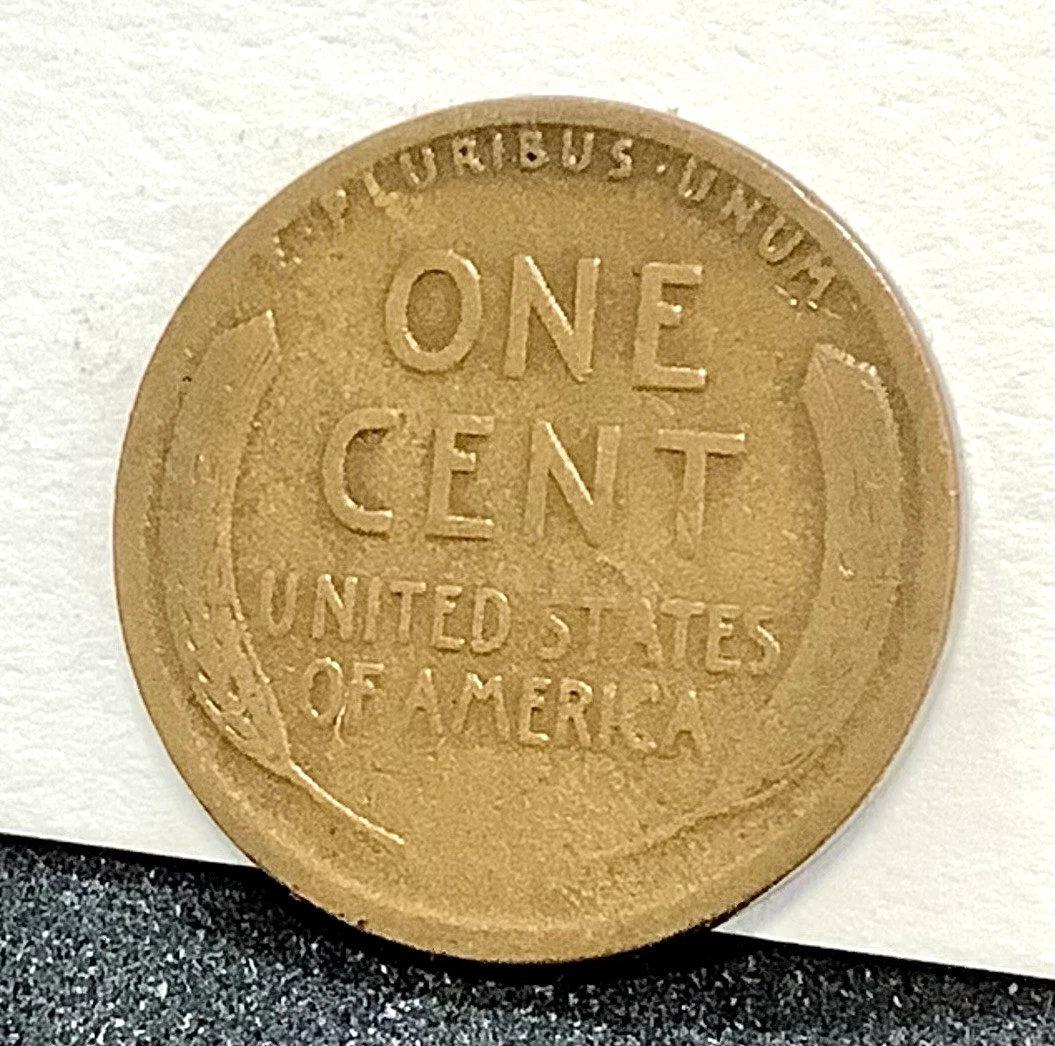 E·PLURIBUS·UNUM
ONE
CENT
UNITED STATES
OF AMERICA